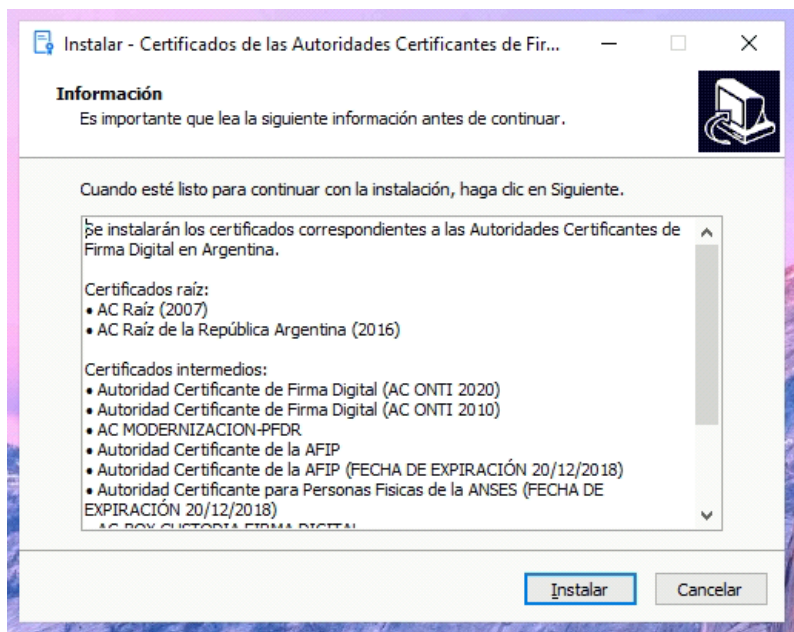 Instalar - Certificados de las Autoridades Certificantes de Fir...
Información
Es importante que lea la siguiente información antes de continuar.
Cuando esté listo para continuar con la instalación, haga clic en Siguiente.
Se instalarán los certificados correspondientes a las Autoridades Certificantes de
Firma Digital en Argentina.
Certificados raíz:
• AC Raíz (2007)
• AC Raíz de la República Argentina (2016)
Certificados intermedios:
• Autoridad Certificante de Firma Digital (AC ONTI 2020)
• Autoridad Certificante de Firma Digital (AC ONTI 2010)
• AC MODERNIZACION-PFDR
• Autoridad Certificante de la AFIP
• Autoridad Certificante de la AFIP (FECHA DE EXPIRACIÓN 20/12/2018)
• Autoridad Certificante para Personas Fisicas de la ANSES (FECHA DE
EXPIRACIÓN 20/12/2018)
• AC BOX CUSTODIA FIRMA DIGITAL
Instalar
Cancelar